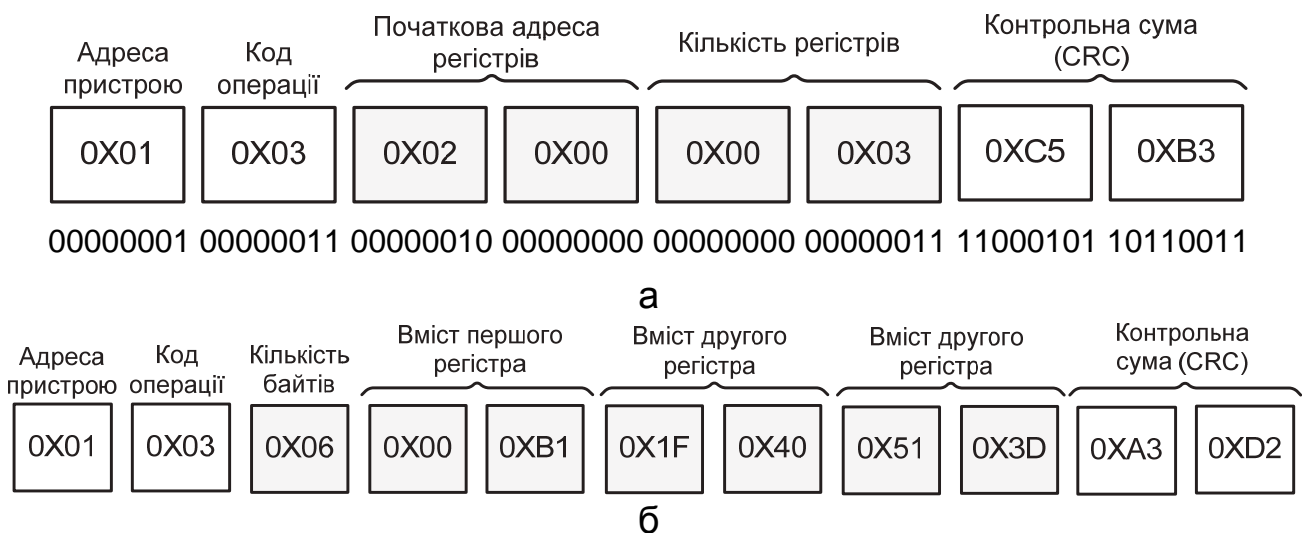 Адреса пристрою
Код операції
Початкова адреса регістрів
Кількість регістрів
Контрольна сума (CRC)
0X01 0X03 0X02 0X00 0X00 0X03 0XC5 0XB3
00000001 00000011 00000010 00000000 00000000 00000011 11000101 10110011
а
Адреса пристрою
Код операції
Кількість байтів
Вміст першого регістра
Вміст другого регістра
Вміст другого регістра
Контрольна сума (CRC)
0X01 0X03 0X06 0X00 0XB1 0X1F 0X40 0X51 0X3D 0XA3 0XD2
б